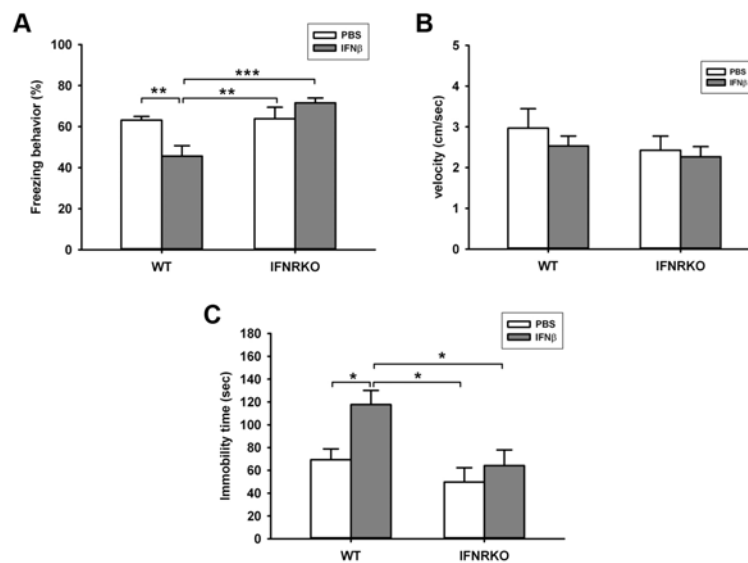 A
PBS
IFNβ
Freezing behavior (%)
100
80
60
40
20
0
**
**
***
WT
IFNRKO
B
PBS
IFNβ
velocity (cm/sec)
5
4
3
2
1
0
WT
IFNRKO
C
PBS
IFNβ
Immobility time (sec)
180
160
140
120
100
80
60
40
20
0
*
*
*
WT
IFNRKO